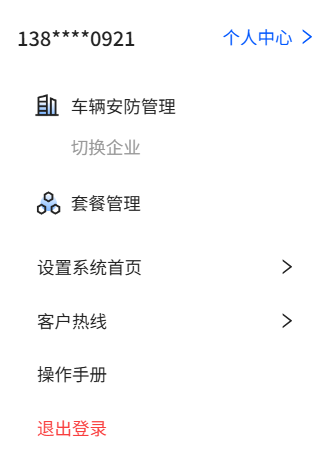 138****0921 个人中心
车辆安防管理
切换企业
套餐管理
设置系统首页
客户热线
操作手册
退出登录